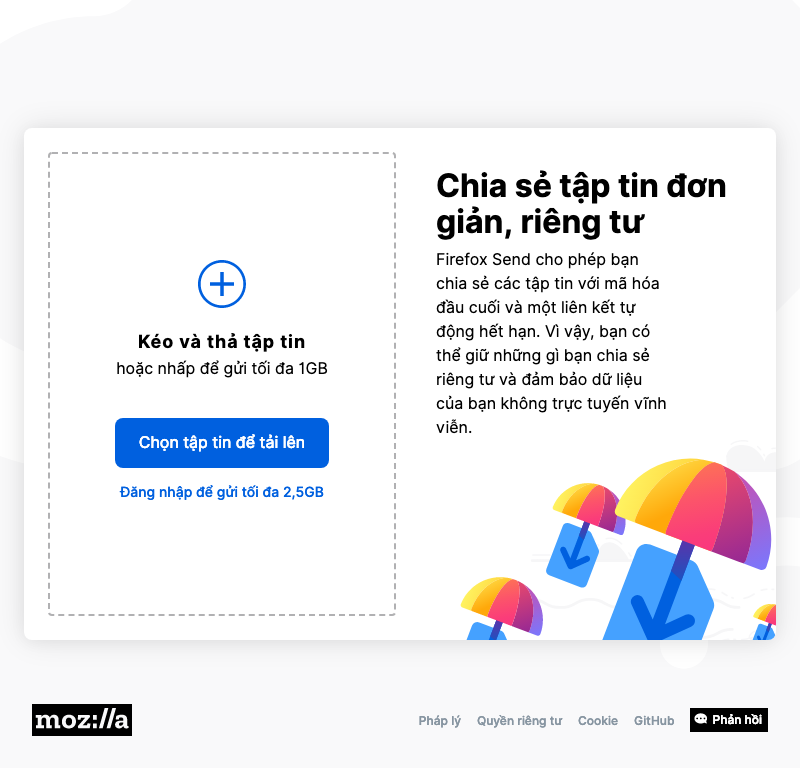 Kéo và thả tập tin
hoặc nhấp để gửi tối đa 1GB
Chọn tập tin để tải lên
Đăng nhập để gửi tối đa 2,5GB
Chia sẻ tập tin đơn
giản, riêng tư
Firefox Send cho phép bạn
chia sẻ các tập tin với mã hóa
đầu cuối và một liên kết tự
động hết hạn. Vì vậy, bạn có
thể giữ những gì bạn chia sẻ
riêng tư và đảm bảo dữ liệu
của bạn không trực tuyến vĩnh
viễn.
moz://a
Pháp lý Quyền riêng tư Cookie GitHub Phản hồi